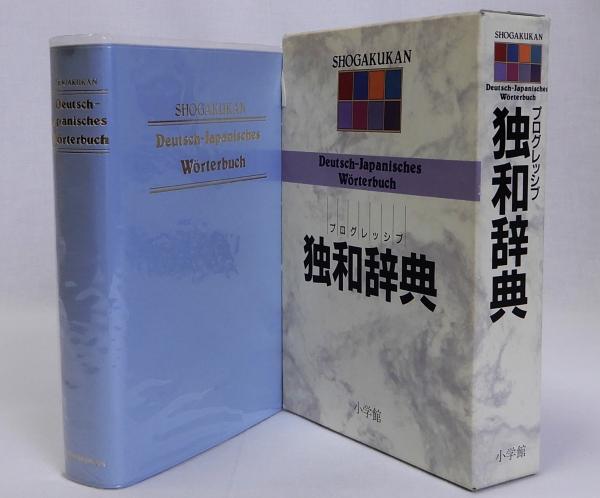 SHOGAKUKAN
Deutsch-
Japanisches
Wörterbuch
SHOGAKUKAN
Deutsch-Japanisches
Wörterbuch
SHOGAKUKAN
Deutsch-Japanisches
Wörterbuch
プログレッシブ
独和辞典
小学館
SHOGAKUKAN
Deutsch-Japanisches
Wörterbuch
プログレッシブ
独和辞典
小学館